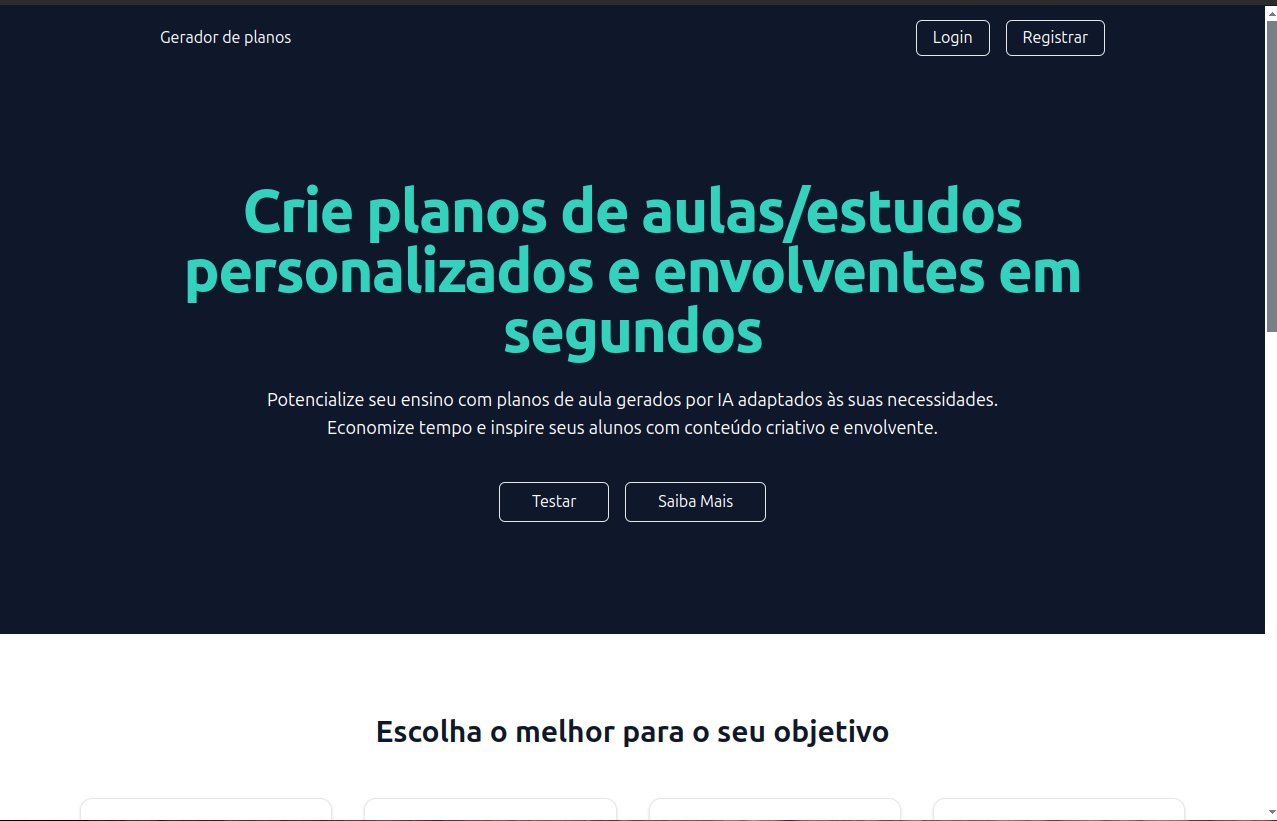 Gerador de planos
Login
Registrar
Crie planos de aulas/estudos
personalizados e envolventes em
segundos
Potencialize seu ensino com planos de aula gerados por IA adaptados às suas necessidades.
Economize tempo e inspire seus alunos com conteúdo criativo e envolvente.
Testar
Saiba Mais
Escolha o melhor para o seu objetivo